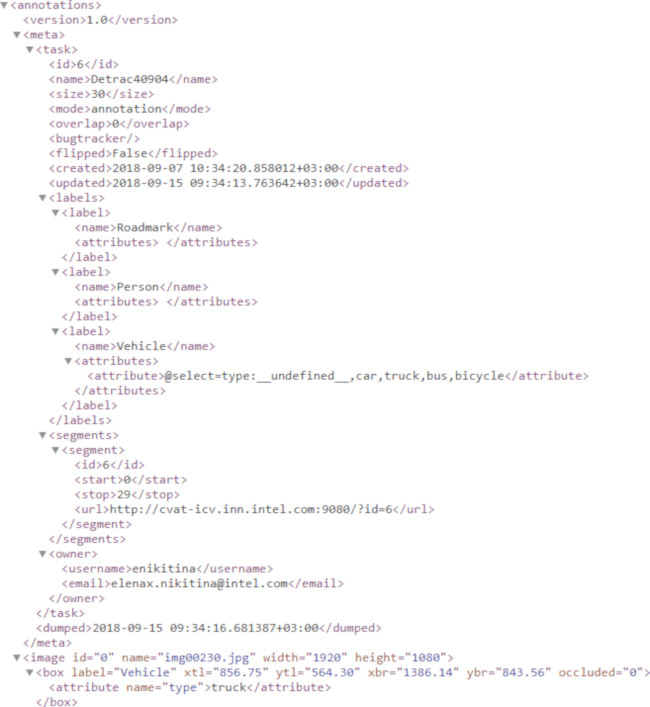 <annotations>
<version>1.0</version>
<meta>
<task>
<id>6</id>
<name>Detrac40904</name>
<size>30</size>
<mode>annotation</mode>
<overlap>0</overlap>
<bugtracker/>
<flipped>False</flipped>
<created>2018-09-07 10:34:20.858012+03:00</created>
<updated>2018-09-15 09:34:13.763642+03:00</updated>
<labels>
<label>
<name>Roadmark</name>
<attributes> </attributes>
</label>
<label>
<name>Person</name>
<attributes> </attributes>
</label>
<label>
<name>Vehicle</name>
<attributes>
<attribute>@select=type:__undefined__,car,truck,bus,bicycle</attribute>
</attributes>
</label>
</labels>
<segments>
<segment>
<id>6</id>
<start>0</start>
<stop>29</stop>
<url>http://cvat-icv.inn.intel.com:9080/?id=6</url>
</segment>
</segments>
<owner>
<username>enikitina</username>
<email>elenax.nikitina@intel.com</email>
</owner>
</task>
<dumped>2018-09-15 09:34:16.681387+03:00</dumped>
</meta>
<image id="0" name="img00230.jpg" width="1920" height="1080">
<box label="Vehicle" xtl="856.75" ytl="564.30" xbr="1386.14" ybr="843.56" occluded="0">
<attribute name="type">truck</attribute>
</box>